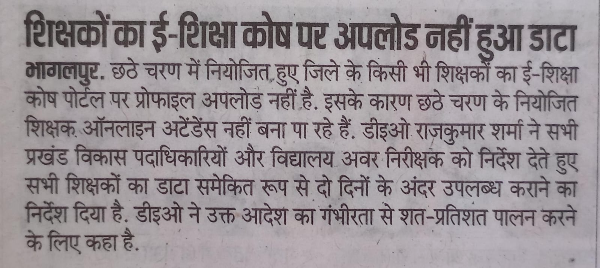 शिक्षकों का ई-शिक्षा कोष पर अपलोड नहीं हुआ डाटा
भागलपुर. छठे चरण में नियोजित हुए जिले के किसी भी शिक्षकों का ई-शिक्षा
कोष पोर्टल पर प्रोफाइल अपलोड नहीं है. इसके कारण छठे चरण के नियोजित
शिक्षक ऑनलाइन अटेंडेंस नहीं बना पा रहे हैं. डीइओ राजकुमार शर्मा ने सभी
प्रखंड विकास पदाधिकारियों और विद्यालय अवर निरीक्षक को निर्देश देते हुए
सभी शिक्षकों का डाटा समेकित रूप से दो दिनों के अंदर उपलब्ध कराने का
निर्देश दिया है. डीइओ ने उक्त आदेश का गंभीरता से शत-प्रतिशत पालन करने
के लिए कहा है.